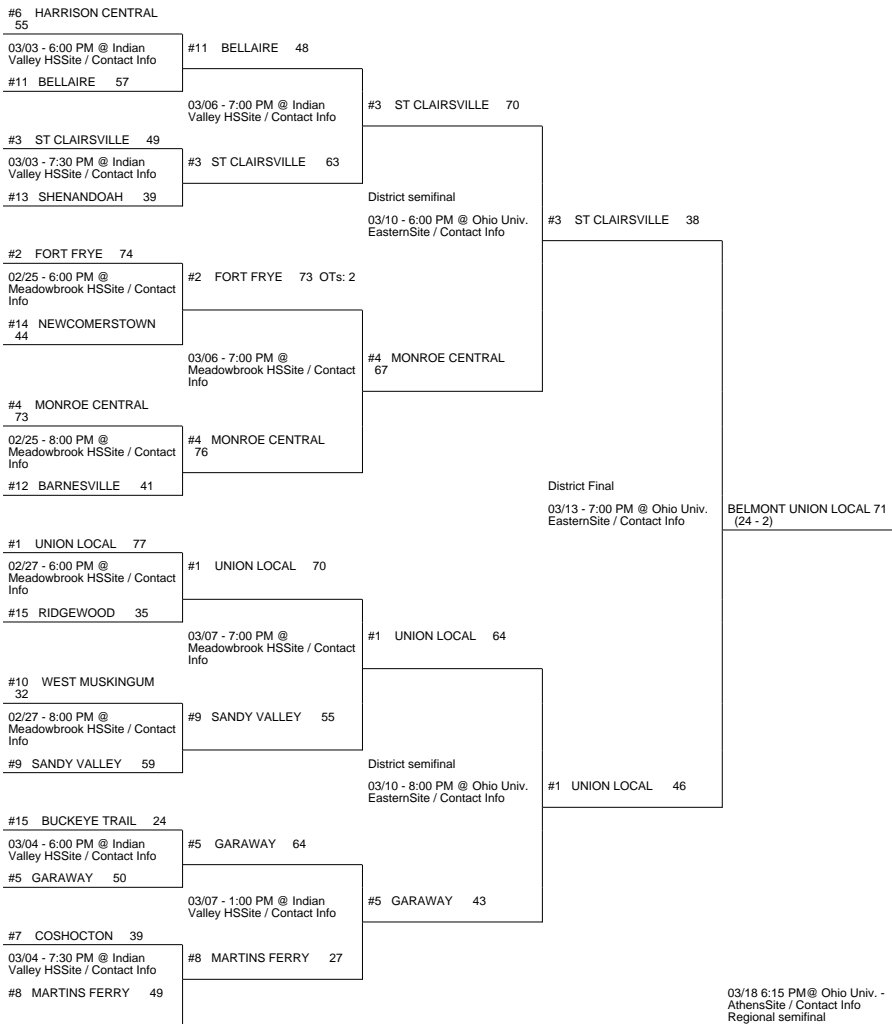 #6 HARRISON CENTRAL
55
03/03 - 6:00 PM @ Indian
Valley HSSite / Contact Info
#11 BELLAIRE 57
#11 BELLAIRE 48
03/06 - 7:00 PM @ Indian
Valley HSSite / Contact Info
#3 ST CLAIRSVILLE 49
03/03 - 7:30 PM @ Indian
Valley HSSite / Contact Info
#13 SHENANDOAH 39
#3 ST CLAIRSVILLE 63
#3 ST CLAIRSVILLE 70
District semifinal
03/10 - 6:00 PM @ Ohio Univ.
EasternSite / Contact Info
#2 FORT FRYE 74
02/25 - 6:00 PM @
Meadowbrook HSSite / Contact
Info
#14 NEWCOMERSTOWN
44
#2 FORT FRYE 73 OTs: 2
03/06 - 7:00 PM @
Meadowbrook HSSite / Contact
Info
#4 MONROE CENTRAL
73
02/25 - 8:00 PM @
Meadowbrook HSSite / Contact
Info
#12 BARNESVILLE 41
#4 MONROE CENTRAL
76
#4 MONROE CENTRAL
67
#3 ST CLAIRSVILLE 38
District Final
03/13 - 7:00 PM @ Ohio Univ.
EasternSite / Contact Info
BELMONT UNION LOCAL 71
(24 - 2)
#1 UNION LOCAL 77
02/27 - 6:00 PM @
Meadowbrook HSSite / Contact
Info
#15 RIDGEWOOD 35
#1 UNION LOCAL 70
03/07 - 7:00 PM @
Meadowbrook HSSite / Contact
Info
#10 WEST MUSKINGUM
32
02/27 - 8:00 PM @
Meadowbrook HSSite / Contact
Info
#9 SANDY VALLEY 59
#9 SANDY VALLEY 55
#1 UNION LOCAL 64
District semifinal
03/10 - 8:00 PM @ Ohio Univ.
EasternSite / Contact Info
#1 UNION LOCAL 46
#15 BUCKEYE TRAIL 24
03/04 - 6:00 PM @ Indian
Valley HSSite / Contact Info
#5 GARAWAY 50
#5 GARAWAY 64
03/07 - 1:00 PM @ Indian
Valley HSSite / Contact Info
#5 GARAWAY 43
#7 COSHOCTON 39
03/04 - 7:30 PM @ Indian
Valley HSSite / Contact Info
#8 MARTINS FERRY 49
#8 MARTINS FERRY 27
03/18 6:15 PM@ Ohio Univ. -
AthensSite / Contact Info
Regional semifinal